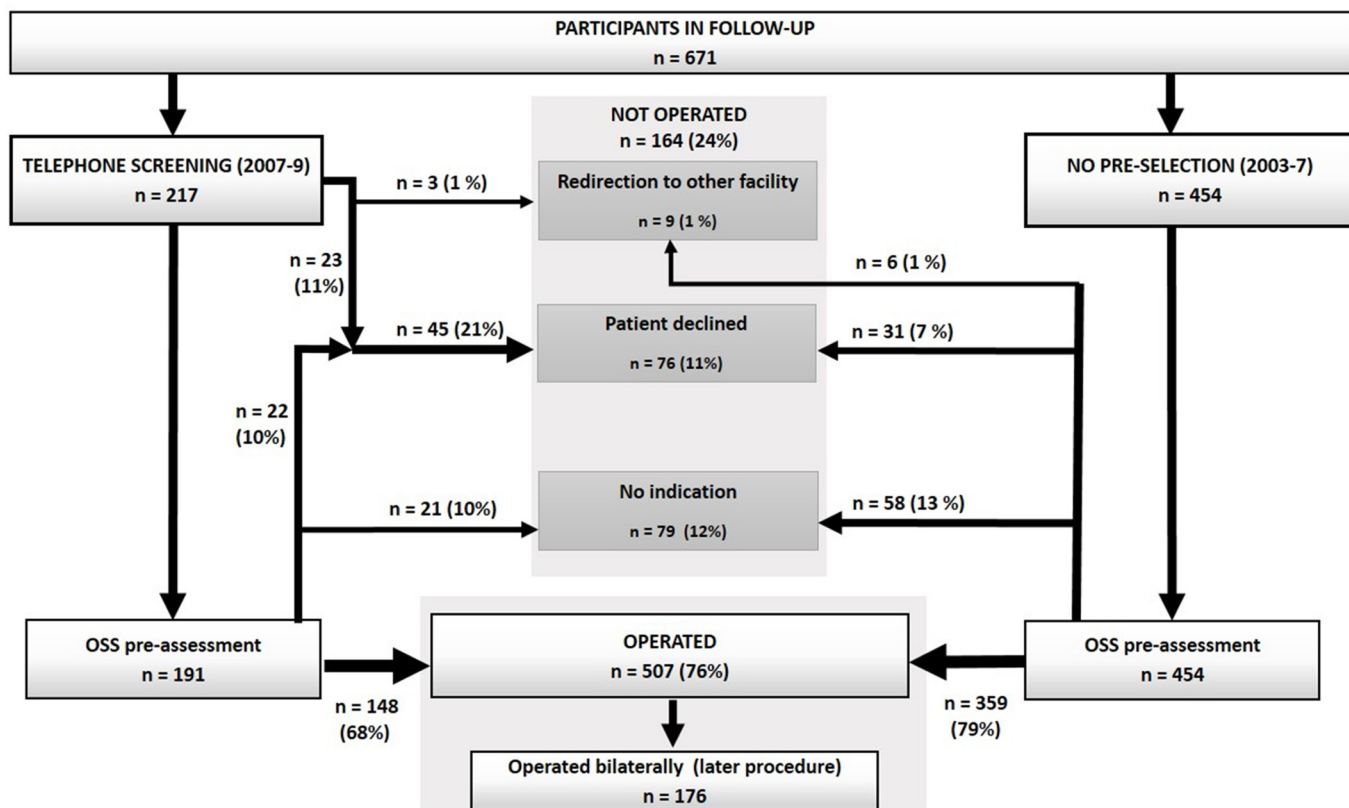 PARTICIPANTS IN FOLLOW-UP
n = 671
TELEPHONE SCREENING (2007-9)
n = 217
NOT OPERATED
n = 164 (24%)
NO PRE-SELECTION (2003-7)
n = 454
n = 3 (1 %)
Redirection to other facility
n = 9 (1 %)
n = 23
(11%)
n = 6 (1 %)
n = 45 (21%)
Patient declined
n = 76 (11%)
n = 31 (7 %)
n = 22
(10%)
n = 21 (10%)
No indication
n = 79 (12%)
n = 58 (13 %)
OSS pre-assessment
n = 191
OPERATED
n = 507 (76%)
OSS pre-assessment
n = 454
n = 148
(68%)
n = 359
(79%)
Operated bilaterally (later procedure)
n = 176